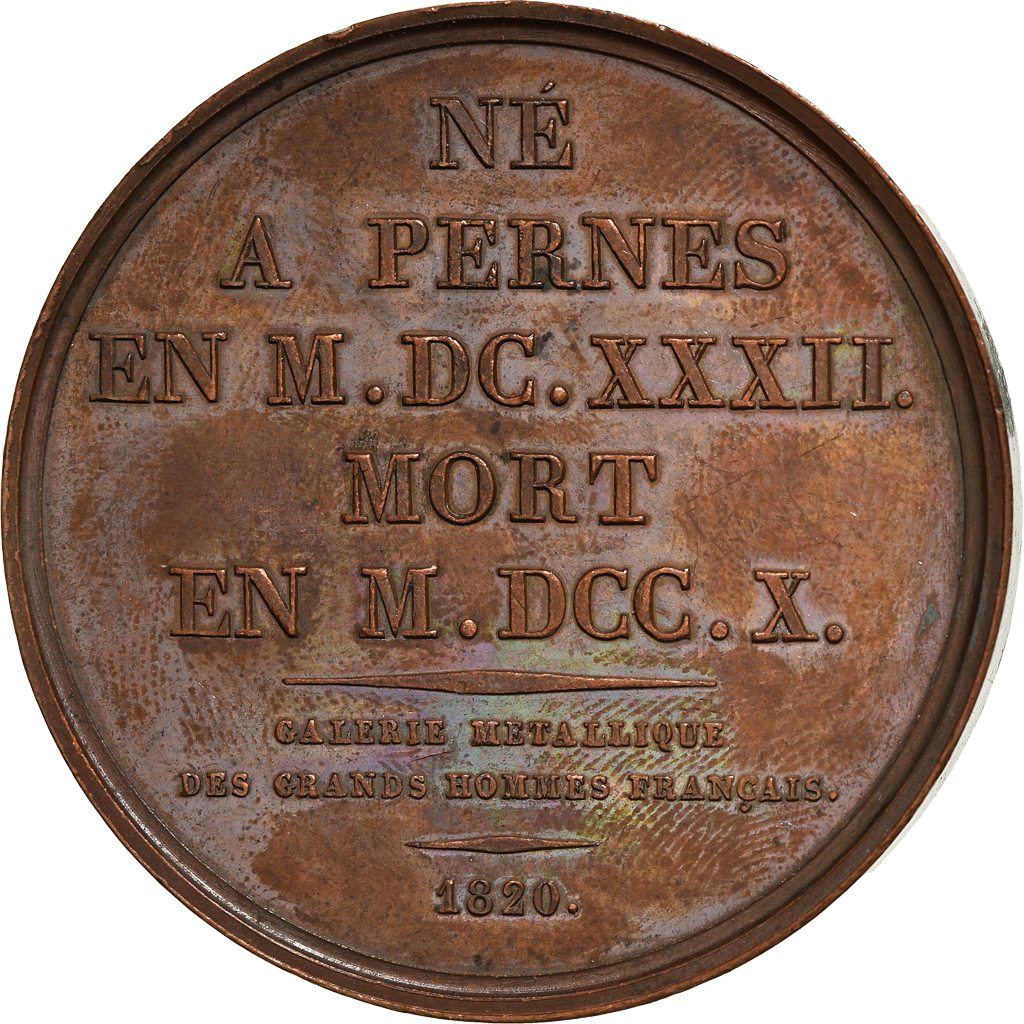 NÉ
A PERNES
EN M.DC.XXXII.
MORT
EN M.DCC.X.
GALERIE METALLIQUE
DES GRANDS HOMMES FRANÇAIS.
1820.